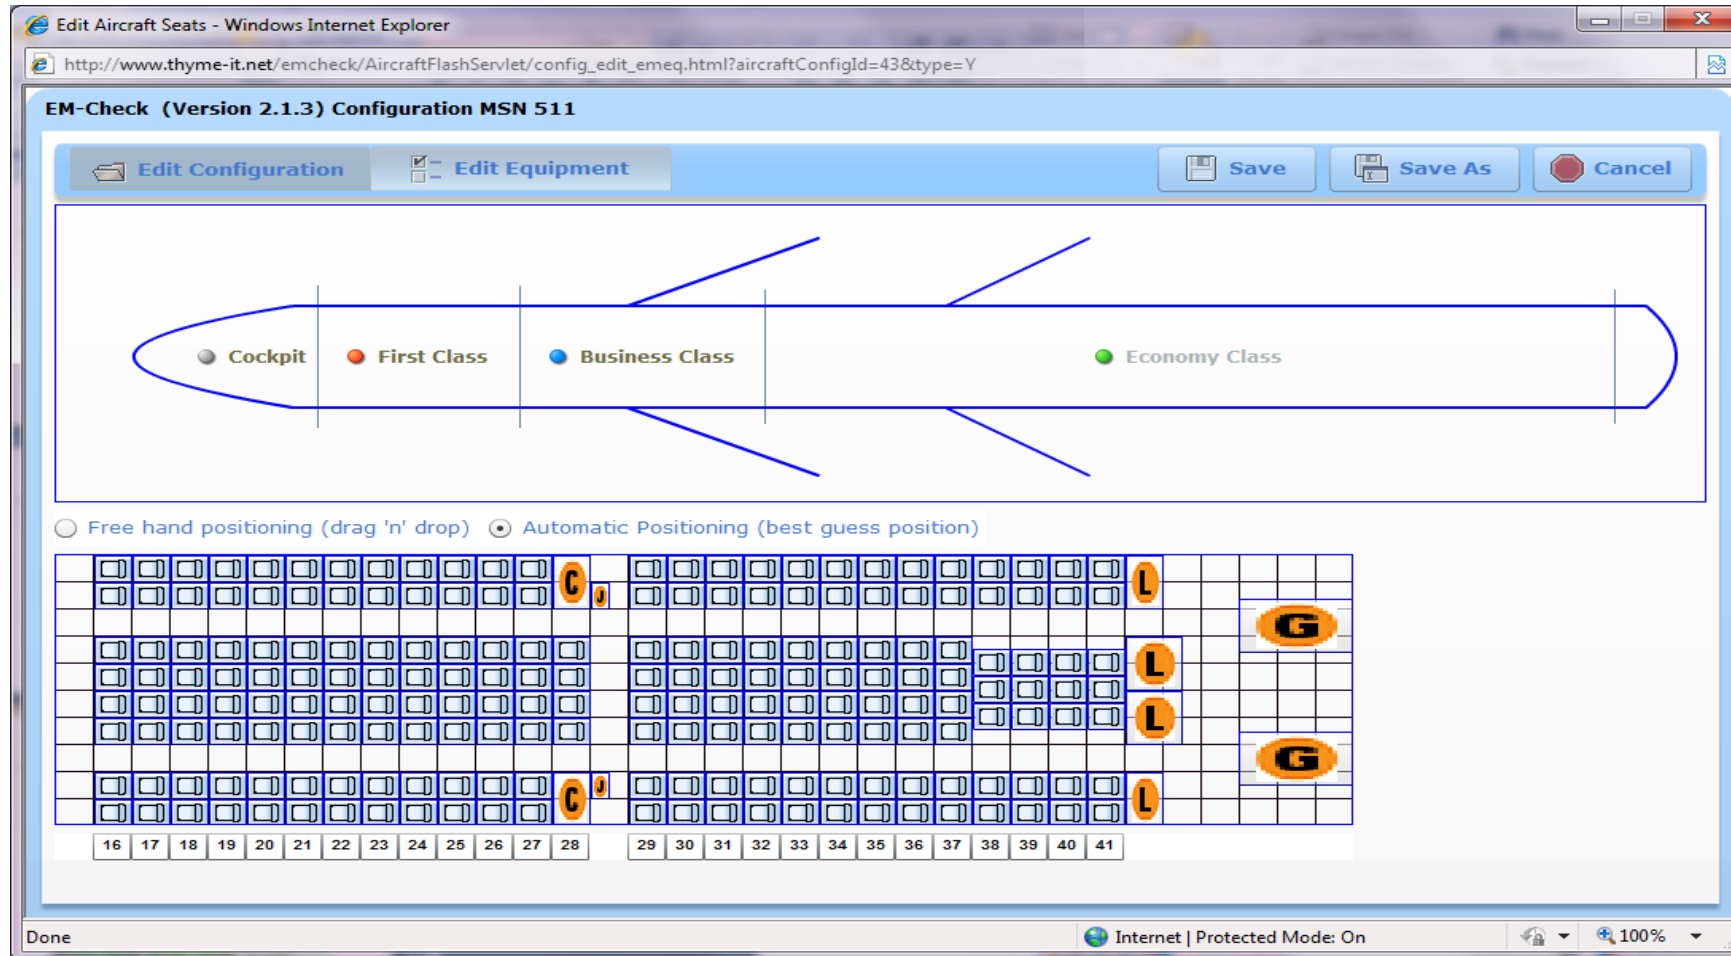 Edit Aircraft Seats - Windows Internet Explorer
http://www.thyme-it.net/emcheck/AircraftFlashServlet/config_edit_emeq.html?aircraftConfigId=43&type=Y
EM-Check (Version 2.1.3) Configuration MSN 511
Edit Configuration Edit Equipment Save Save As Cancel
Cockpit First Class Business Class Economy Class
Free hand positioning (drag 'n' drop) Automatic Positioning (best guess position)
C L
J
G
L
L
G
C J L
16 17 18 19 20 21 22 23 24 25 26 27 28 29 30 31 32 33 34 35 36 37 38 39 40 41
Done Internet | Protected Mode: On 100%